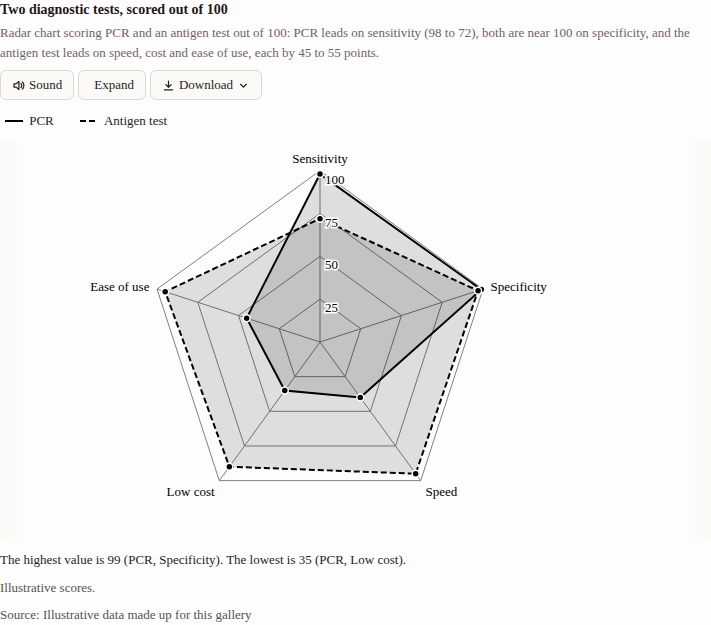 Two diagnostic tests, scored out of 100
Radar chart scoring PCR and an antigen test out of 100: PCR leads on sensitivity (98 to 72), both are near 100 on specificity, and the
antigen test leads on speed, cost and ease of use, each by 45 to 55 points.
Sound Expand Download
PCR Antigen test
Sensitivity
100
75
50
25
Ease of use
Specificity
Low cost
Speed
The highest value is 99 (PCR, Specificity). The lowest is 35 (PCR, Low cost).
Illustrative scores.
Source: Illustrative data made up for this gallery